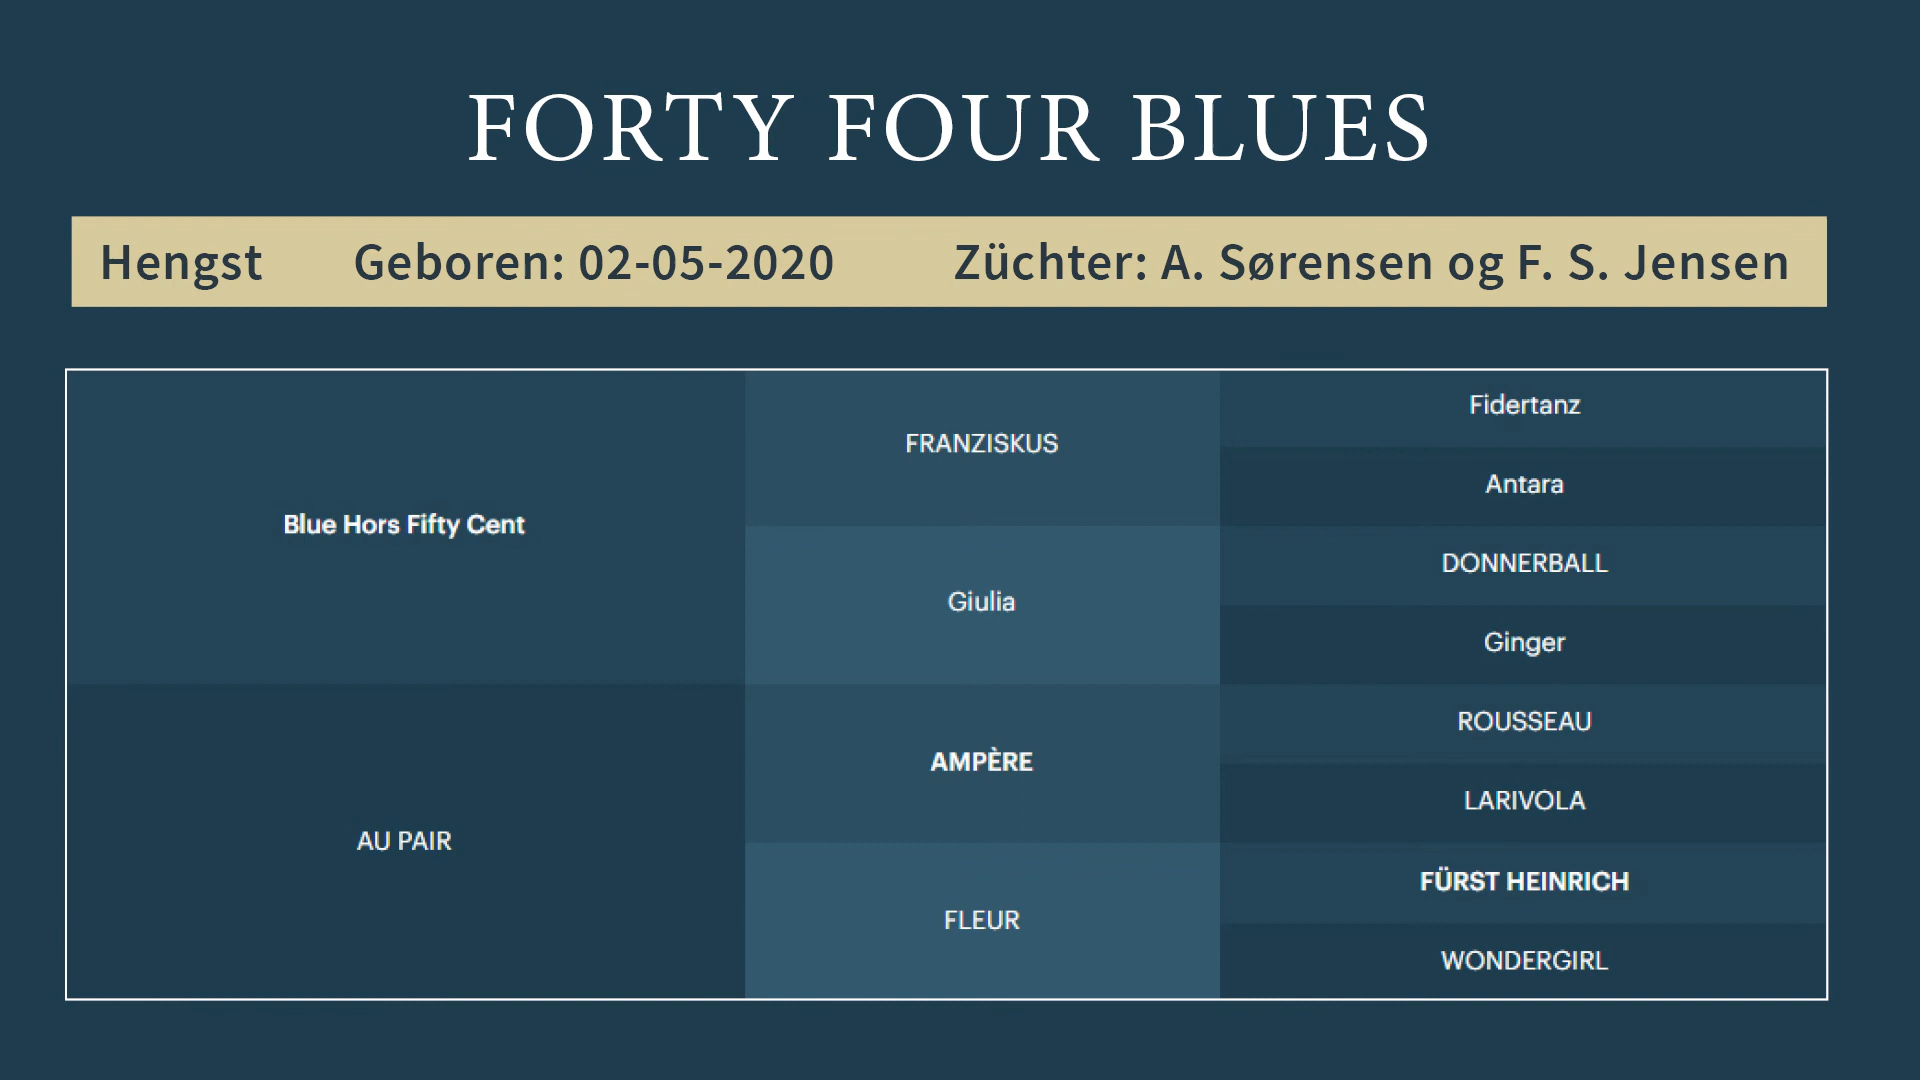 FORTY FOUR BLUES
Hengst Geboren: 02-05-2020 Züchter: A. Sørensen og F. S. Jensen
Blue Hors Fifty Cent
FRANZISKUS
Fidertanz
Antara
Giulia
DONNERBALL
Ginger
AU PAIR
AMPÈRE
ROUSSEAU
LARIVOLA
FLEUR
FÜRST HEINRICH
WONDERGIRL